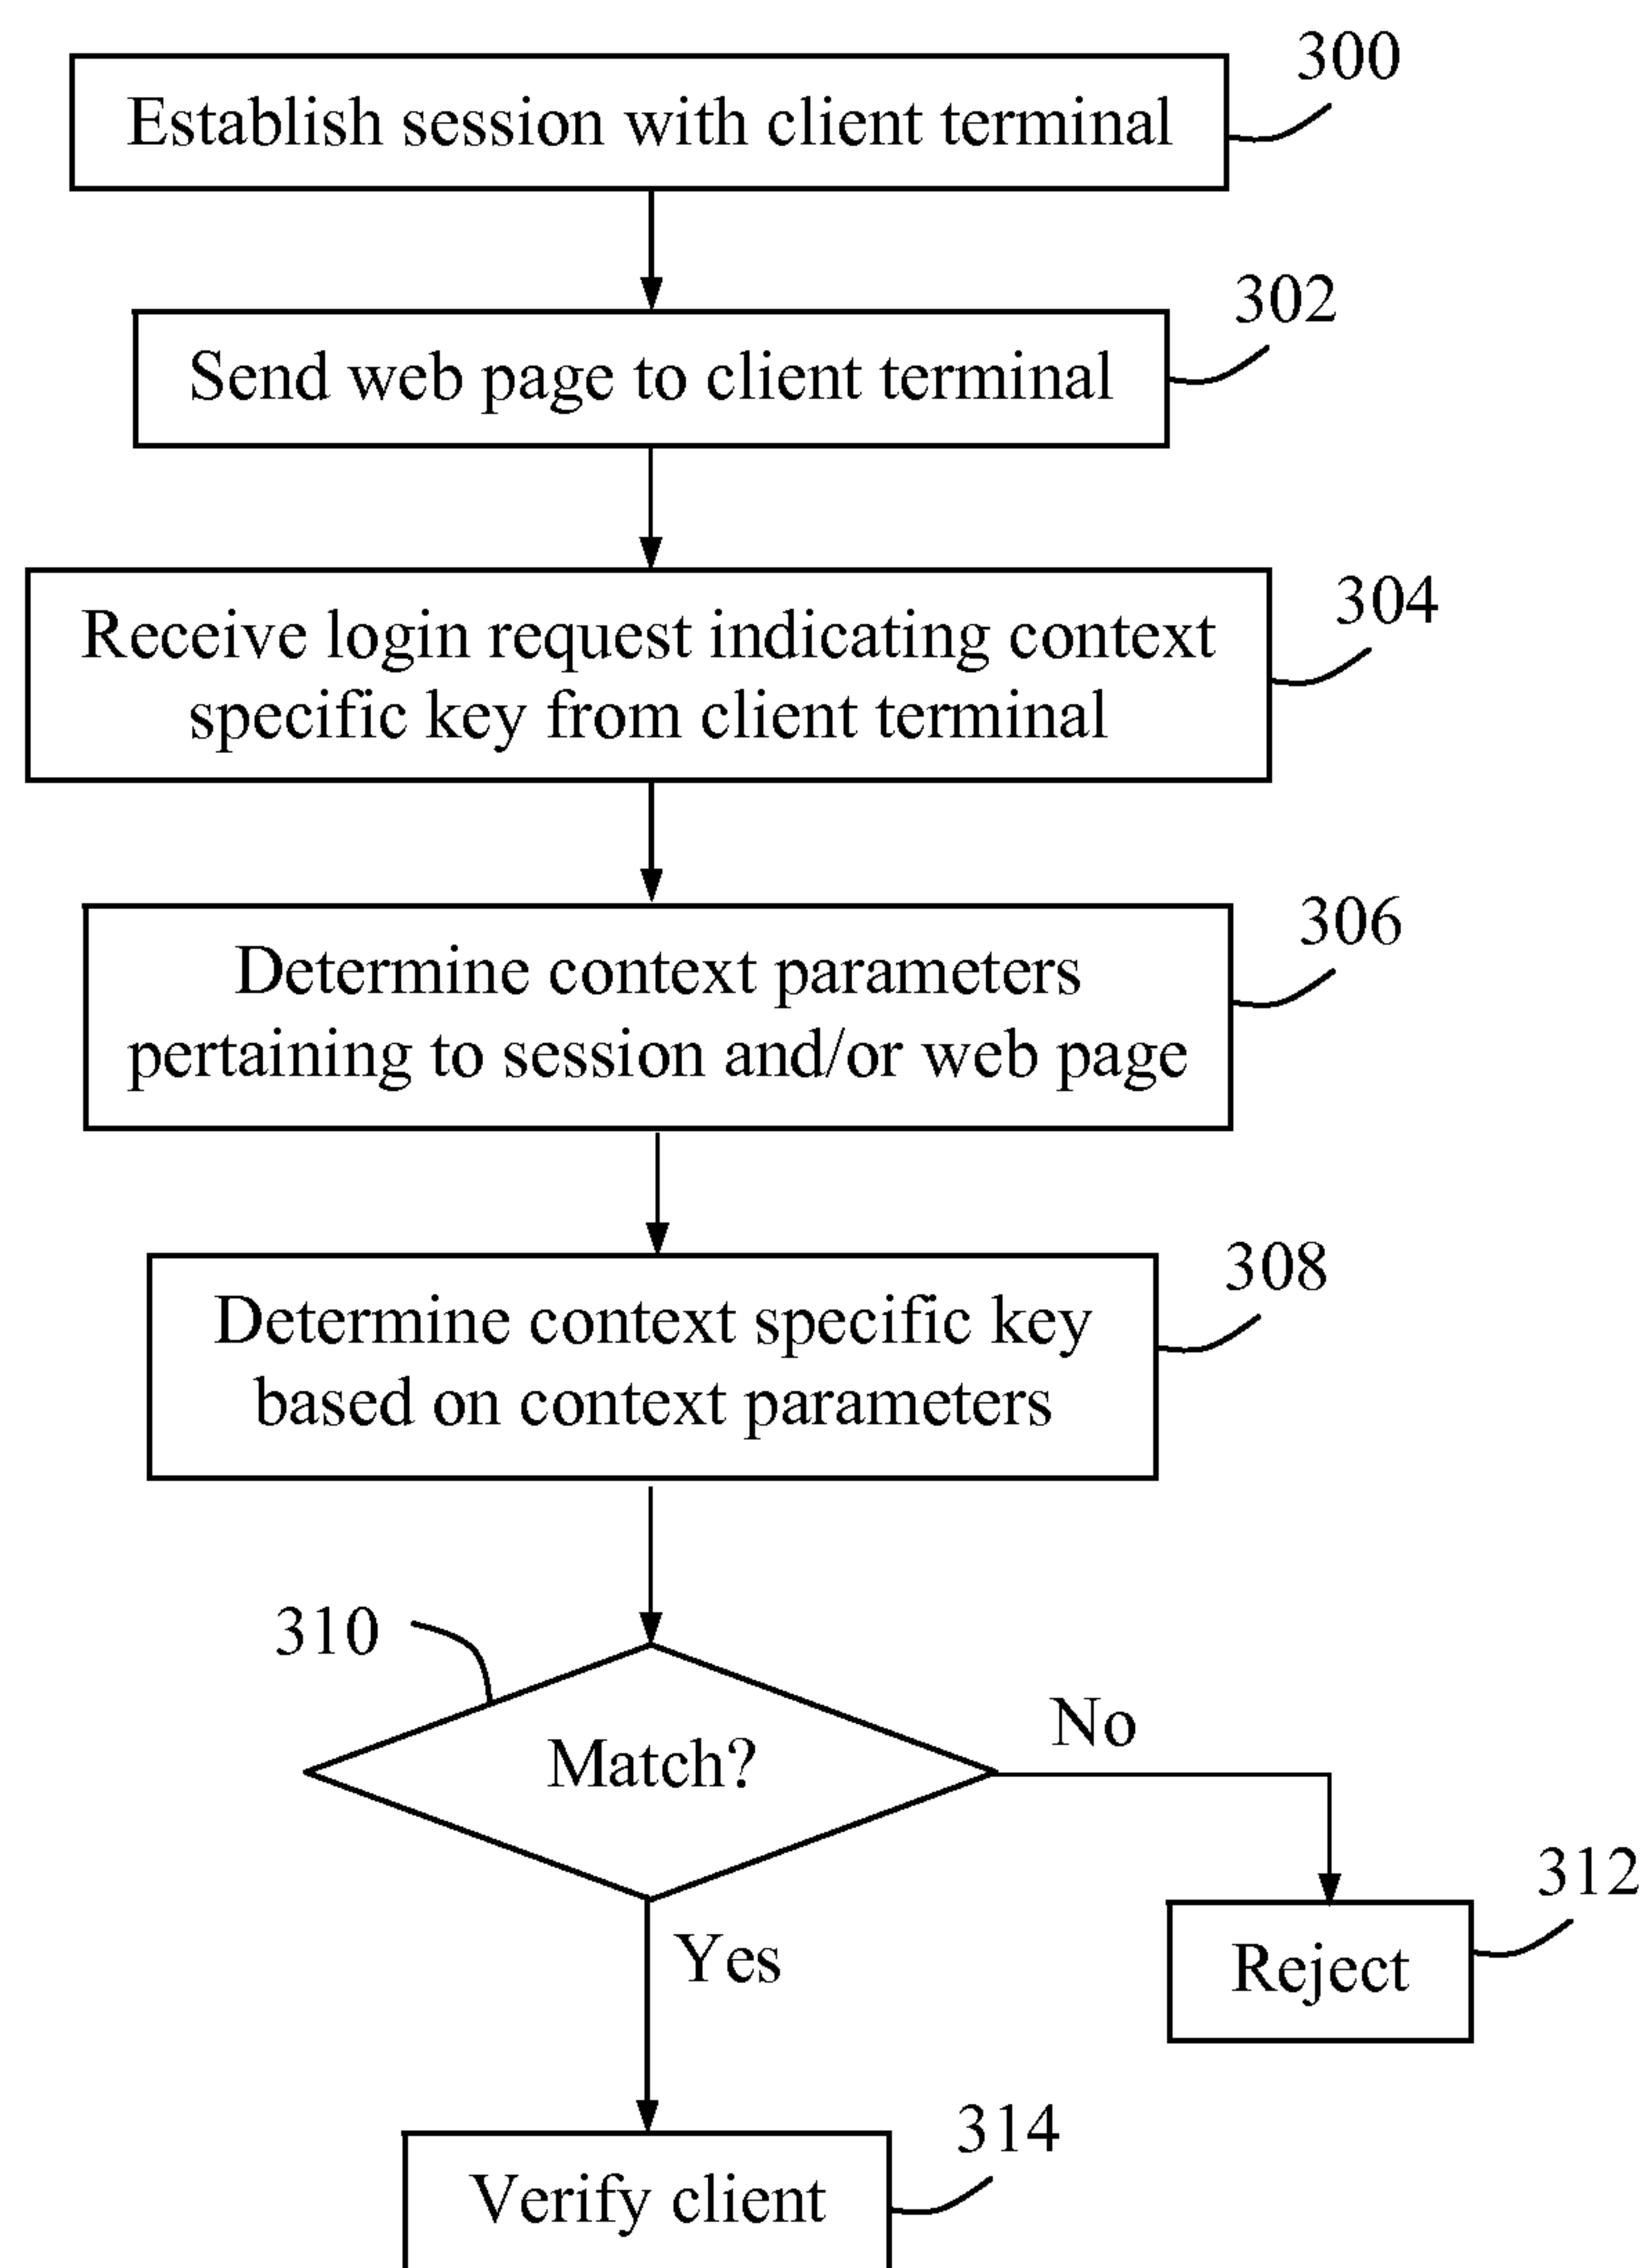 300
Establish session with client terminal
302
Send web page to client terminal
304
Receive login request indicating context
specific key from client terminal
306
Determine context parameters
pertaining to session and/or web page
308
Determine context specific key
based on context parameters
310
Match?
No
Yes
312
Reject
314
Verify client